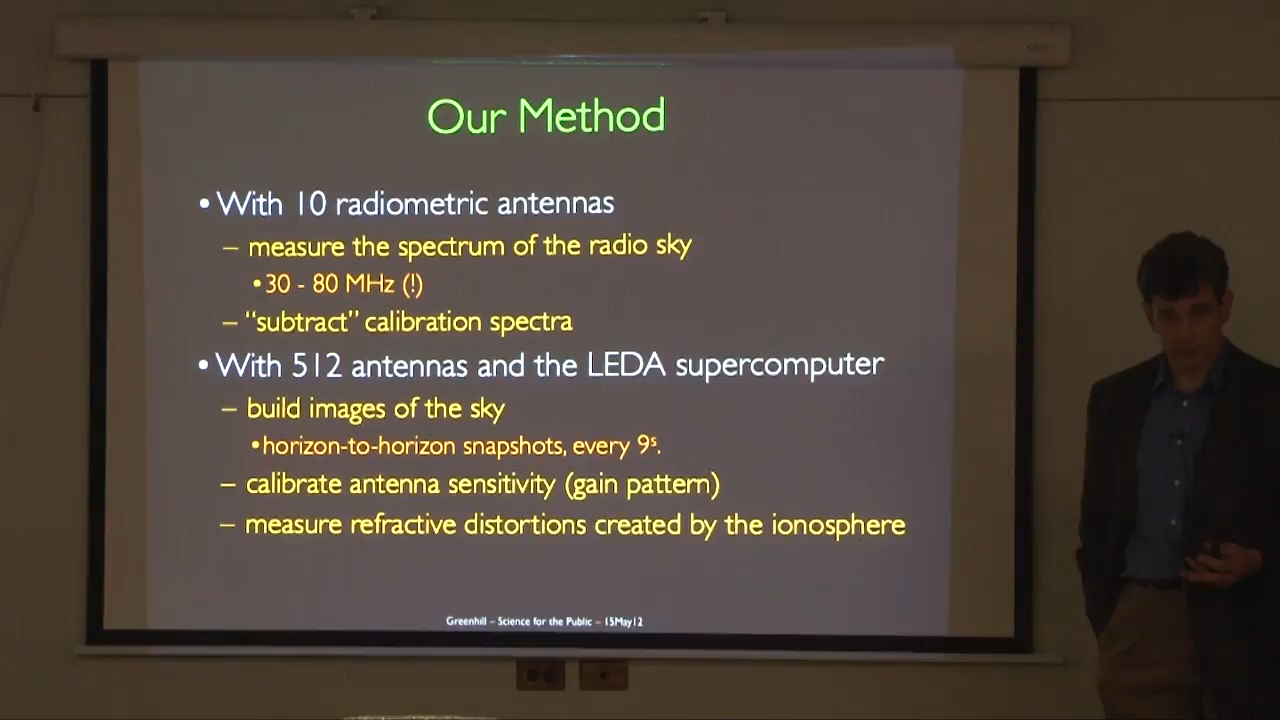 Our Method
• With 10 radiometric antennas
– measure the spectrum of the radio sky
• 30 - 80 MHz (!)
– “subtract” calibration spectra
• With 512 antennas and the LEDA supercomputer
– build images of the sky
• horizon-to-horizon snapshots, every 9ˢ.
– calibrate antenna sensitivity (gain pattern)
– measure refractive distortions created by the ionosphere
Greenhill – Science for the Public – 15May12